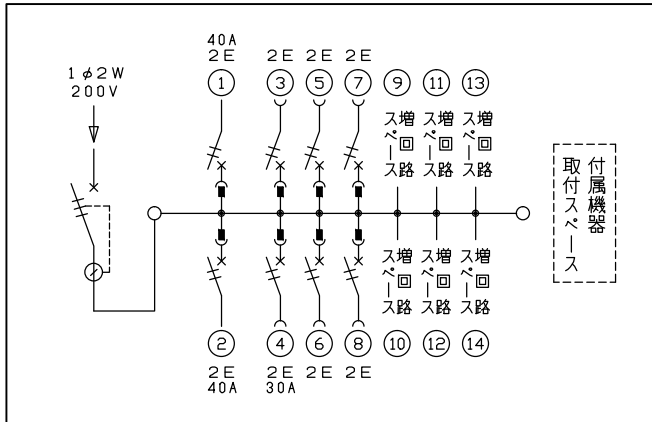 40A
2E 2E 2E 2E
1φ2W
200V
① ③ ⑤ ⑦ ⑨ ⑪ ⑬
増回路スペース 増回路スペース 増回路スペース
付属機器
取付スペース
増回路スペース 増回路スペース 増回路スペース
② ④ ⑥ ⑧ ⑩ ⑫ ⑭
2E 2E 2E 2E
40A 30A